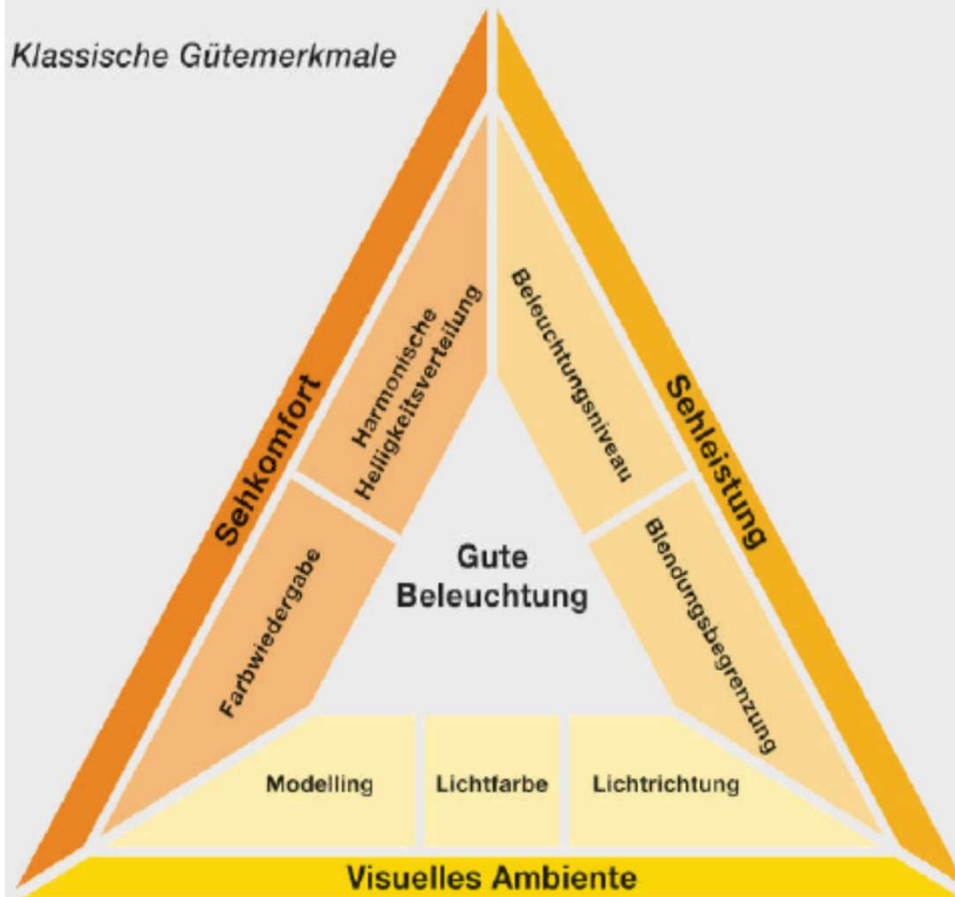 Klassische Gütemerkmale
Sehkomfort
Harmonische
Helligkeitsverteilung
Farbwiedergabe
Beleuchtungsniveau
Sehleistung
Blendungsbegrenzung
Gute
Beleuchtung
Modelling
Lichtfarbe
Lichtrichtung
Visuelles Ambiente